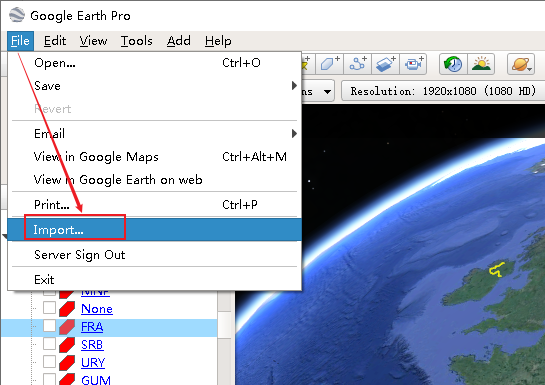 Google Earth Pro
File Edit View Tools Add Help
Open... Ctrl+O
Save
Revert
Email
View in Google Maps Ctrl+Alt+M
View in Google Earth on web
Print... Ctrl+P
Import...
Server Sign Out
Exit
ns Resolution: 1920x1080 (1080 HD)
MNP
None
FRA
SRB
URY
GUM